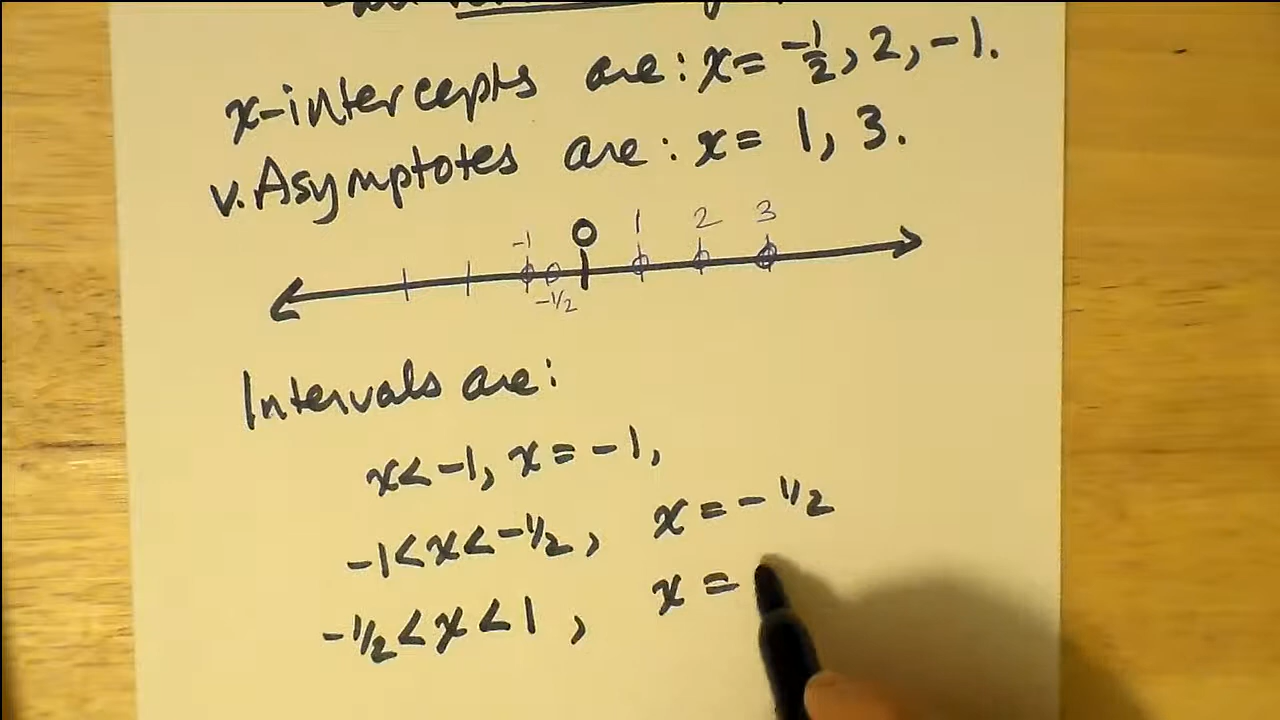 x-intercepts are: x = -1/2, 2, -1.
v. Asymptotes are: x = 1, 3.
-1 0 1 2 3
-1/2
Intervals are:
x < -1, x = -1,
-1 < x < -1/2, x = -1/2
-1/2 < x < 1, x =